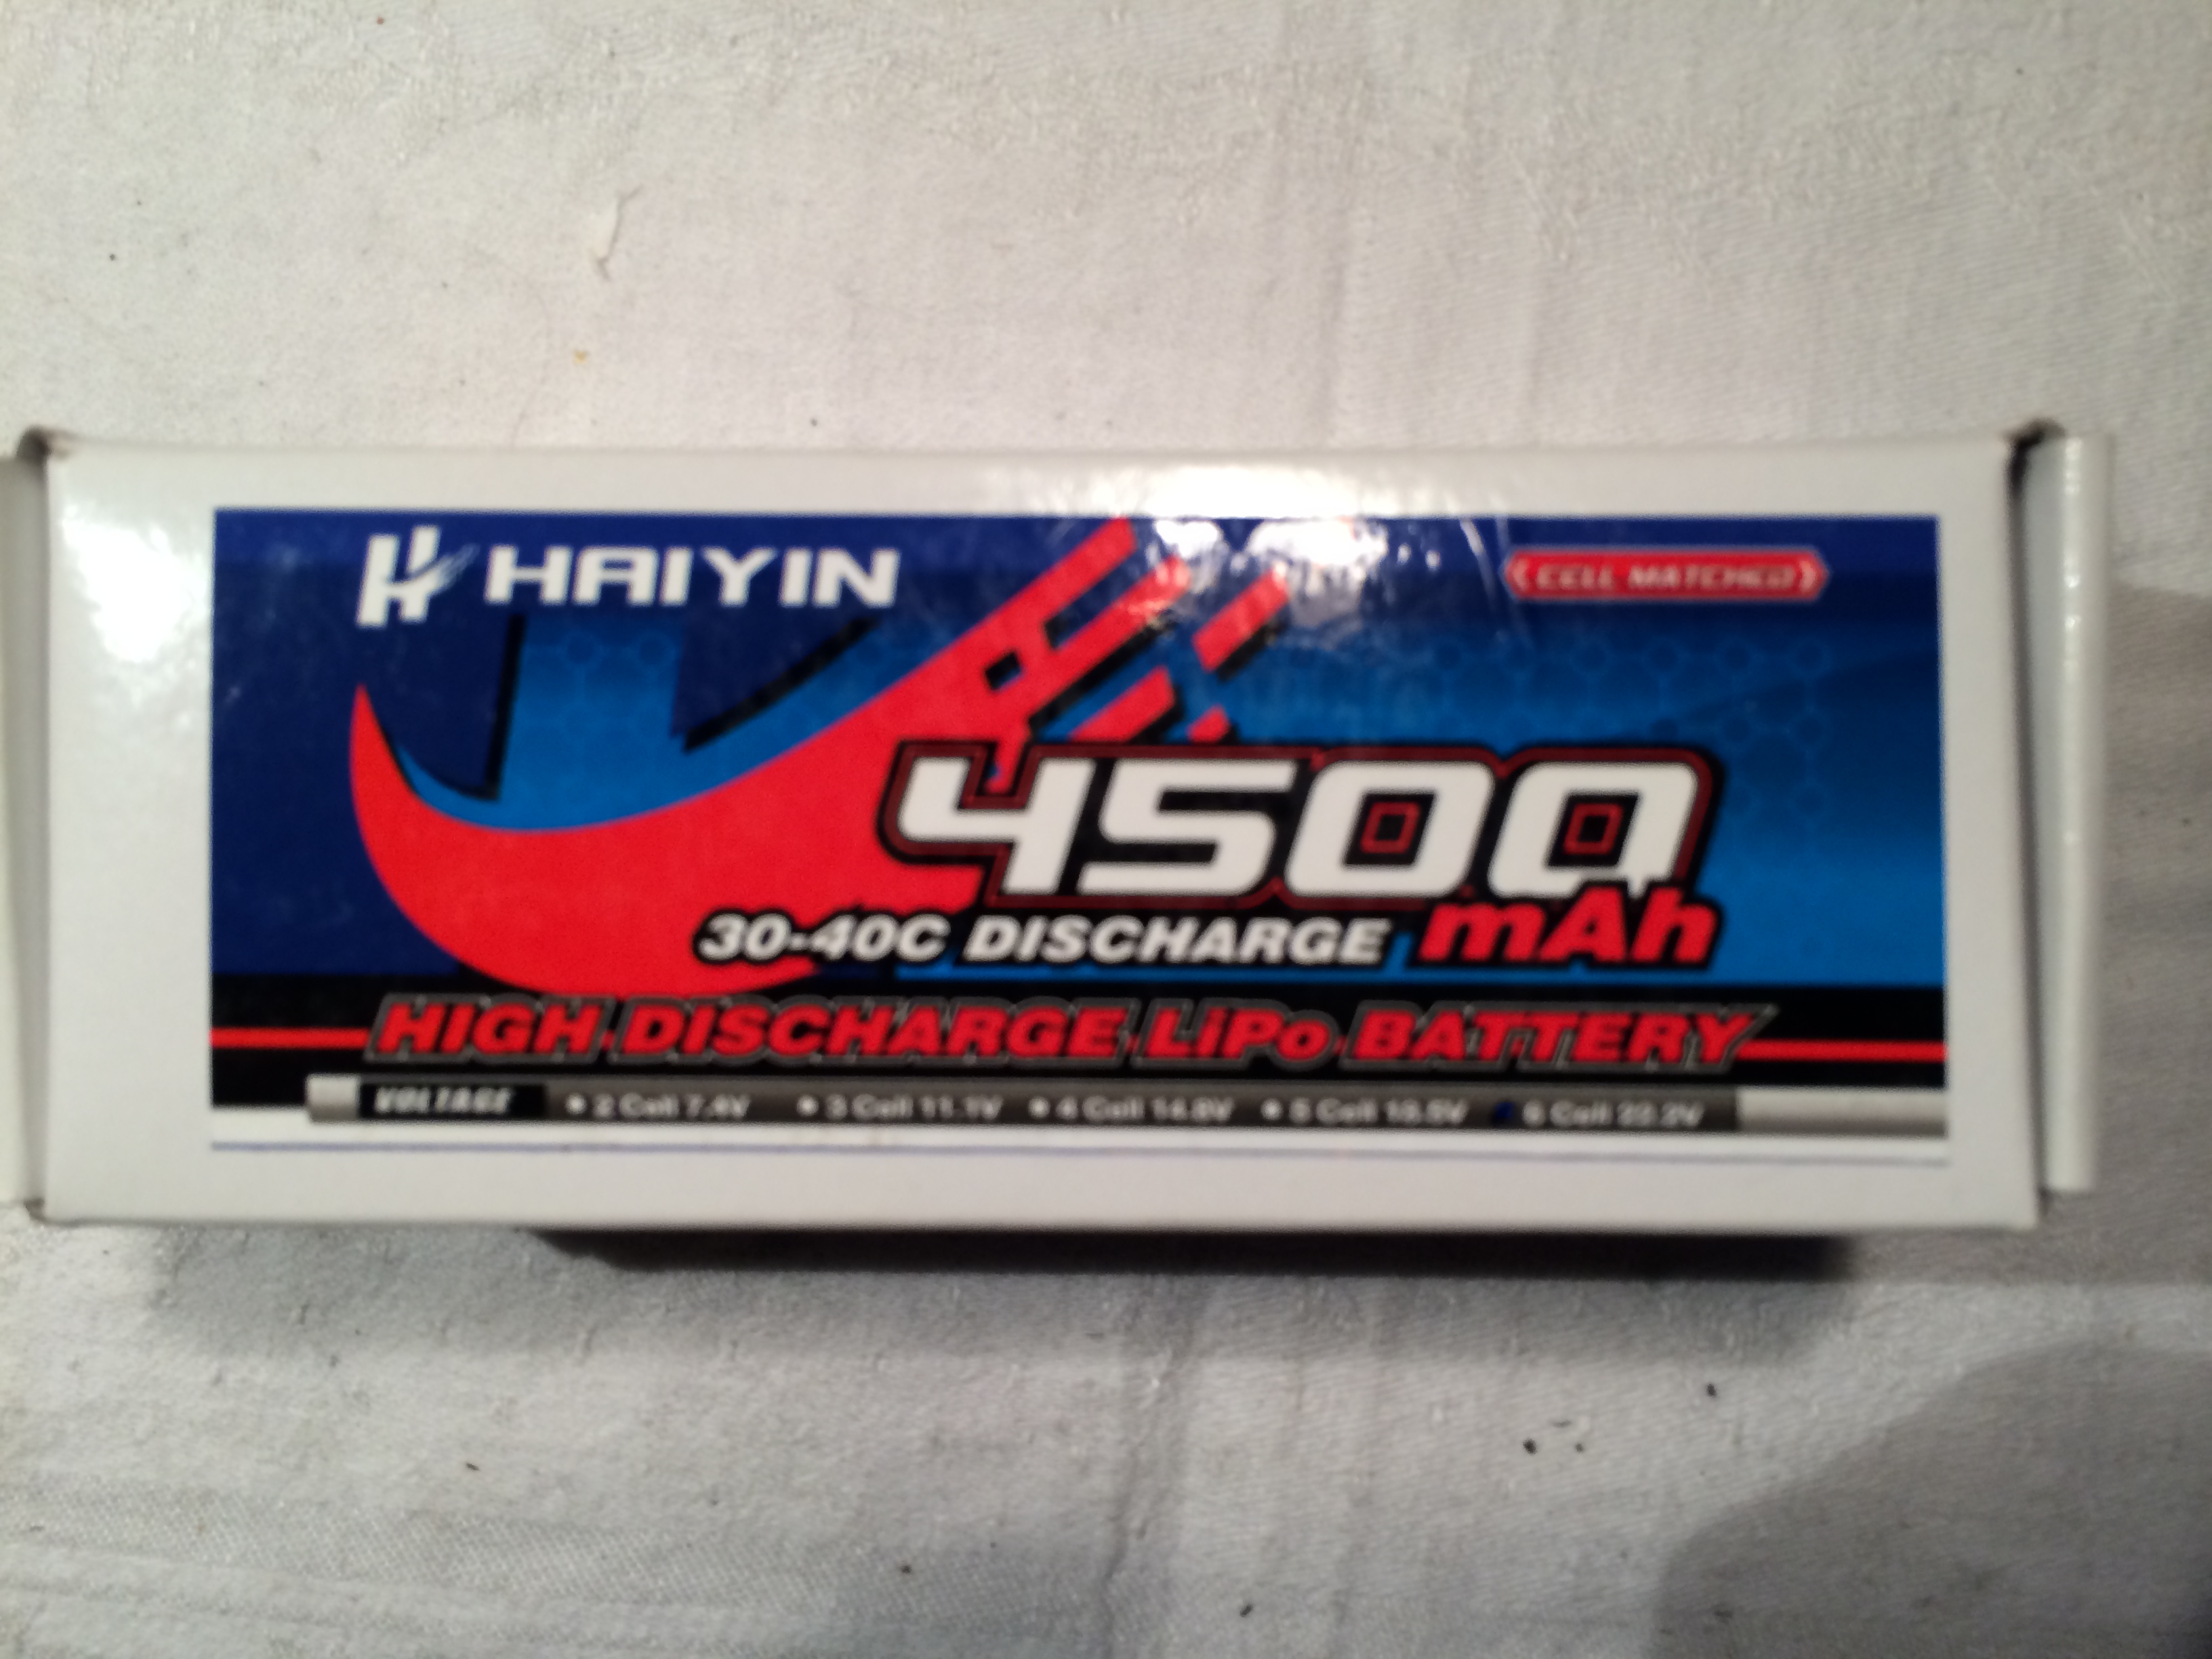 HAIYIN
CELL MATCHED
4500
30-40C DISCHARGE mAh
HIGH DISCHARGE LiPo BATTERY
VOLTAGE 2 Cell 7.4V 3 Cell 11.1V 4 Cell 14.8V 5 Cell 18.5V 6 Cell 22.2V